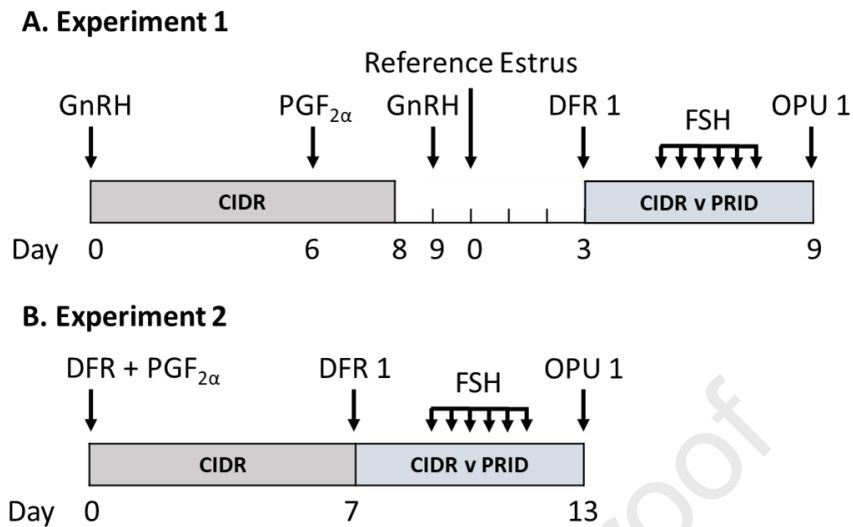 A. Experiment 1
Reference Estrus
GnRH PGF2α GnRH DFR 1 FSH OPU 1
CIDR CIDR v PRID
Day 0 6 8 9 0 3 9
B. Experiment 2
DFR + PGF2α DFR 1 FSH OPU 1
CIDR CIDR v PRID
Day 0 7 13
roof